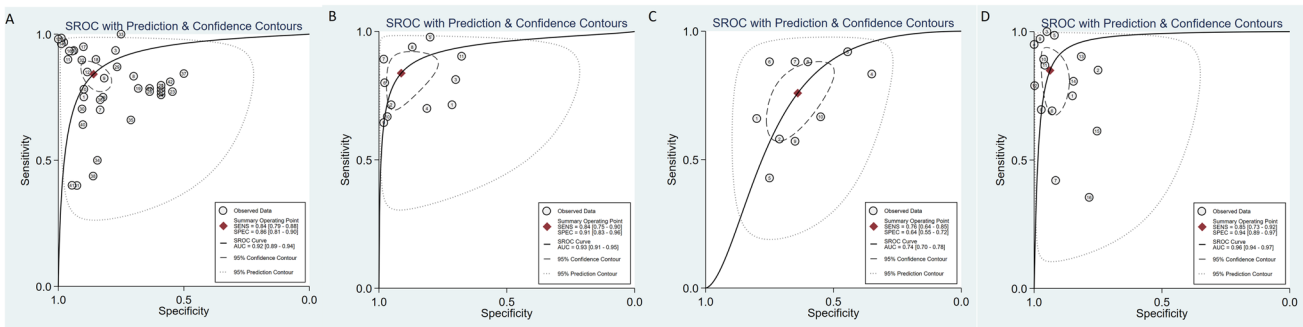 A
SROC with Prediction & Confidence Contours
1.0
0.5
0.0
Sensitivity
1.0
0.5
0.0
Specificity
Observed Data
Summary Operating Point
SENS = 0.84 [0.79 - 0.88]
SPEC = 0.86 [0.81 - 0.90]
SROC Curve
AUC = 0.92 [0.89 - 0.94]
95% Confidence Contour
95% Prediction Contour
B
SROC with Prediction & Confidence Contours
1.0
0.5
0.0
Sensitivity
1.0
0.5
0.0
Specificity
Observed Data
Summary Operating Point
SENS = 0.84 [0.75 - 0.90]
SPEC = 0.91 [0.83 - 0.96]
SROC Curve
AUC = 0.93 [0.91 - 0.95]
95% Confidence Contour
95% Prediction Contour
C
SROC with Prediction & Confidence Contours
1.0
0.5
0.0
Sensitivity
1.0
0.5
0.0
Specificity
Observed Data
Summary Operating Point
SENS = 0.76 [0.64 - 0.85]
SPEC = 0.64 [0.55 - 0.72]
SROC Curve
AUC = 0.74 [0.70 - 0.78]
95% Confidence Contour
95% Prediction Contour
D
SROC with Prediction & Confidence Contours
1.0
0.5
0.0
Sensitivity
1.0
0.5
0.0
Specificity
Observed Data
Summary Operating Point
SENS = 0.85 [0.73 - 0.92]
SPEC = 0.94 [0.89 - 0.97]
SROC Curve
AUC = 0.96 [0.94 - 0.97]
95% Confidence Contour
95% Prediction Contour